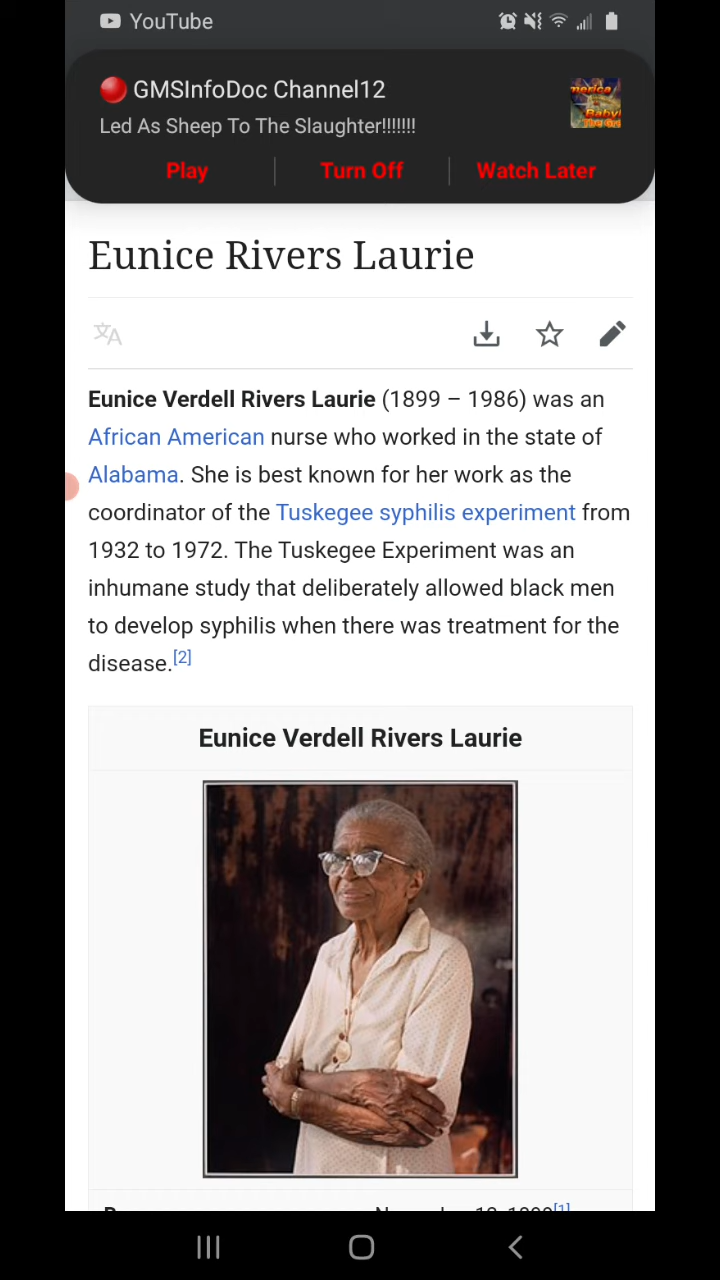 YouTube
GMSInfoDoc Channel12
Led As Sheep To The Slaughter!!!!!!!
Play
Turn Off
Watch Later
Eunice Rivers Laurie
Eunice Verdell Rivers Laurie (1899 – 1986) was an
African American nurse who worked in the state of
Alabama. She is best known for her work as the
coordinator of the Tuskegee syphilis experiment from
1932 to 1972. The Tuskegee Experiment was an
inhumane study that deliberately allowed black men
to develop syphilis when there was treatment for the
disease.[2]
Eunice Verdell Rivers Laurie